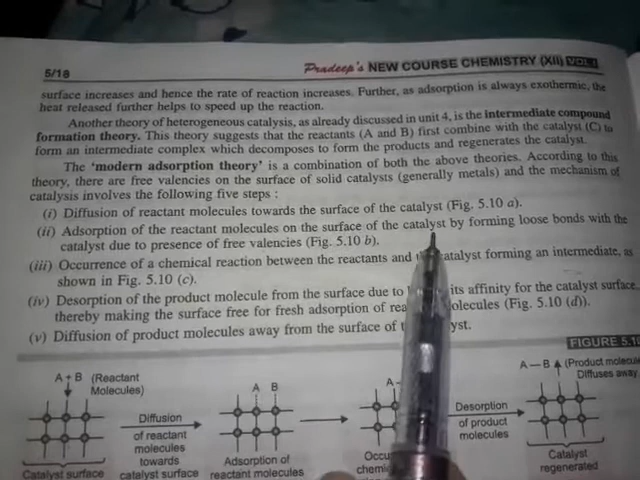 5/18
Pradeep's NEW COURSE CHEMISTRY (XII) VOL-I
surface increases and hence the rate of reaction increases. Further, as adsorption is always exothermic, the
heat released further helps to speed up the reaction.
Another theory of heterogeneous catalysis, as already discussed in unit 4, is the intermediate compound
formation theory. This theory suggests that the reactants (A and B) first combine with the catalyst (C) to
form an intermediate complex which decomposes to form the products and regenerates the catalyst.
The 'modern adsorption theory' is a combination of both the above theories. According to this
theory, there are free valencies on the surface of solid catalysts (generally metals) and the mechanism of
catalysis involves the following five steps :
(i) Diffusion of reactant molecules towards the surface of the catalyst (Fig. 5.10 a).
(ii) Adsorption of the reactant molecules on the surface of the catalyst by forming loose bonds with the
catalyst due to presence of free valencies (Fig. 5.10 b).
(iii) Occurrence of a chemical reaction between the reactants and catalyst forming an intermediate, as
shown in Fig. 5.10 (c).
(iv) Desorption of the product molecule from the surface due to its affinity for the catalyst surface,
thereby making the surface free for fresh adsorption of molecules (Fig. 5.10 (d)).
(v) Diffusion of product molecules away from the surface of
FIGURE 5.10
A + B (Reactant
Molecules)
Diffusion
of reactant
molecules
towards
catalyst surface
Catalyst surface
A B
Adsorption of
reactant molecules
A
Desorption
of product
molecules
A — B (Product
Diffuses away
Catalyst
regenerated